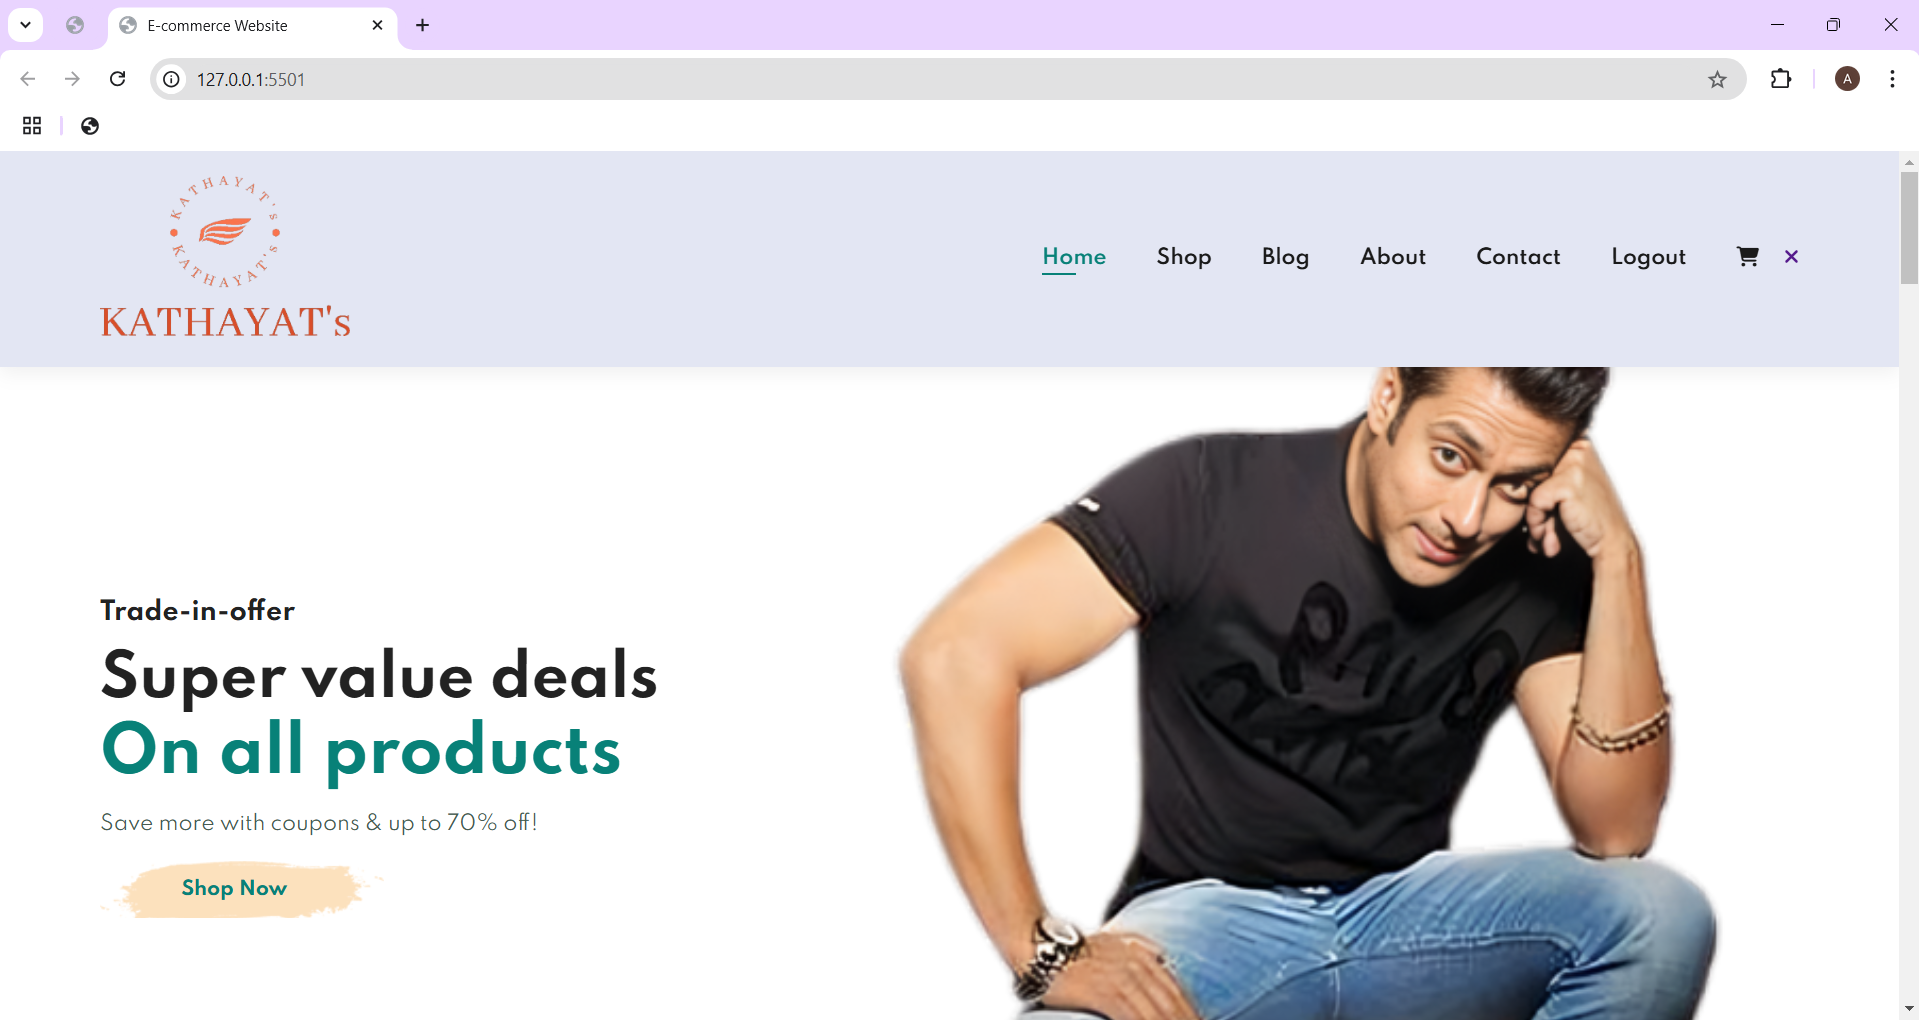 E-commerce Website
127.0.0.1:5501
A
KATHAYAT's
KATHAYAT's
KATHAYAT's
Home Shop Blog About Contact Logout
Trade-in-offer
Super value deals
On all products
Save more with coupons & up to 70% off!
Shop Now